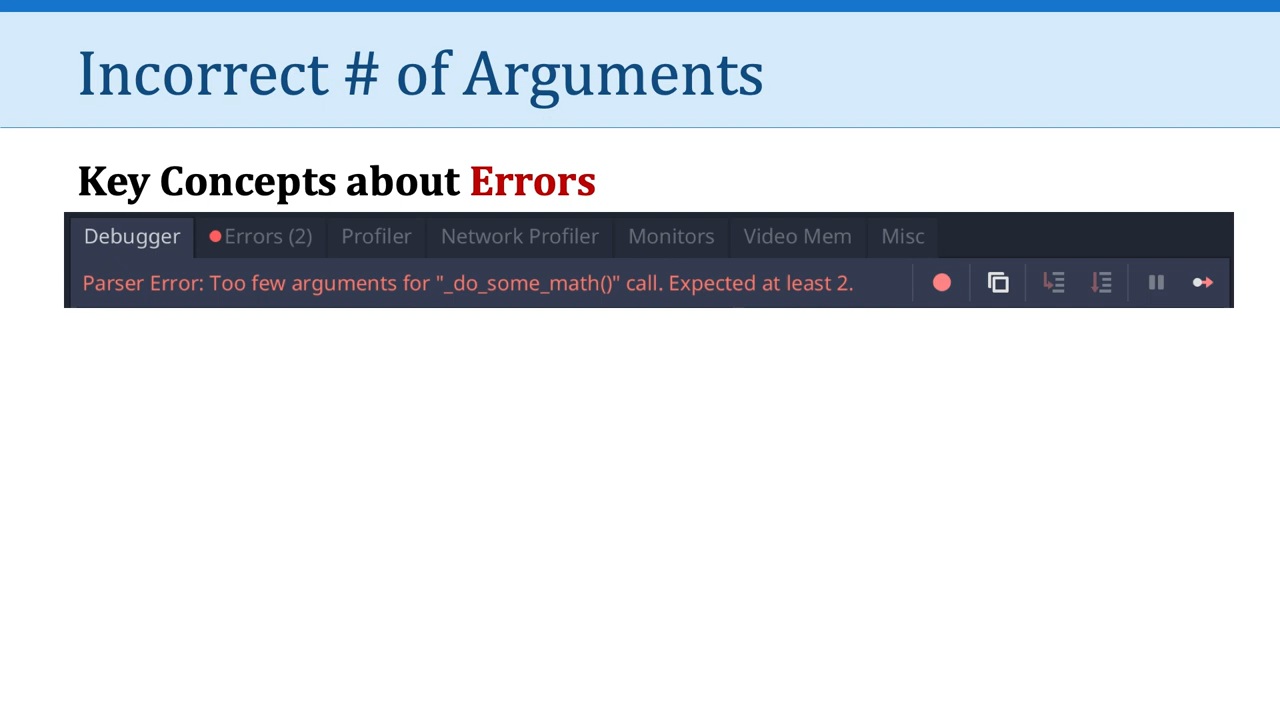 Incorrect # of Arguments
Key Concepts about Errors
Debugger Errors (2) Profiler Network Profiler Monitors Video Mem Misc
Parser Error: Too few arguments for "_do_some_math()" call. Expected at least 2.